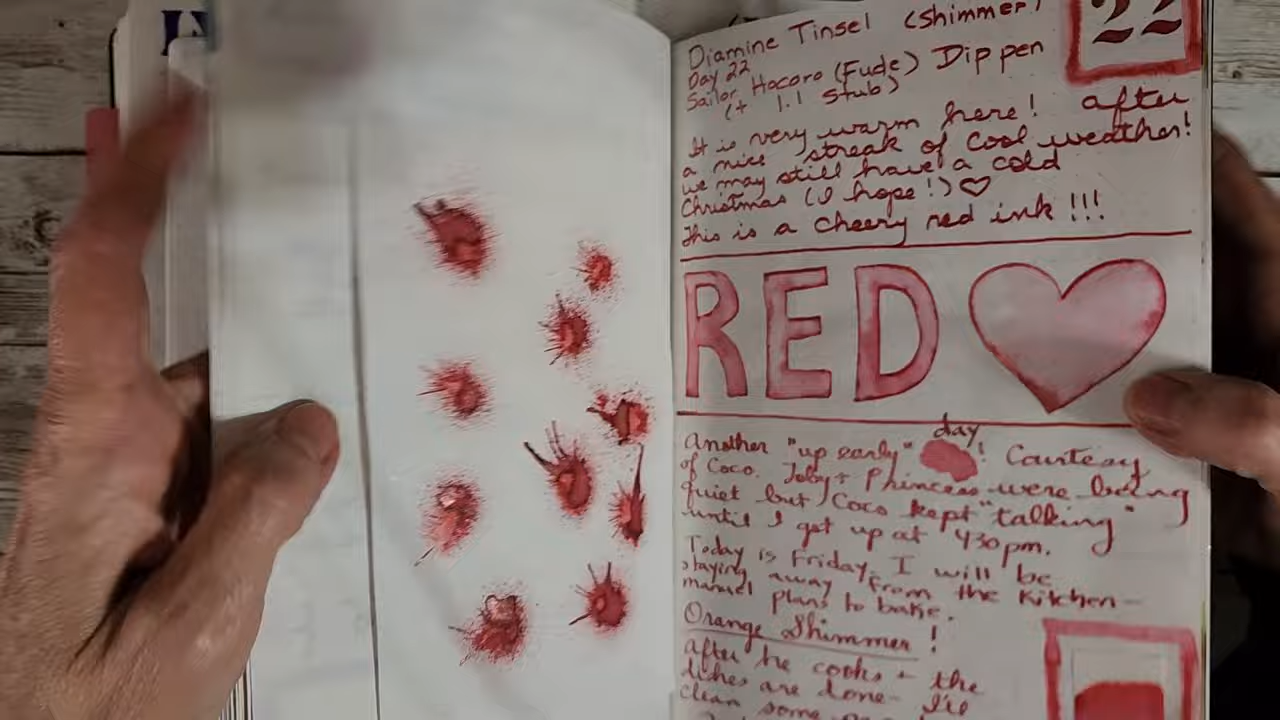 Diamine Tinsel (Shimmer)
22
Day 22
Sailor Hocoro (Fude) Dip pen
(+ 1.1 Stub)
It is very warm here! after
a nice streak of cool weather!
we may still have a cold
Christmas (I hope!) ♡
This is a cheery red ink !!!
RED
day
Another "up early" ! Courtesy
of Coco. Toby + Princess were being
quiet but Coco kept "talking"
until I got up at 430pm.
Today is Friday. I will be
staying away from the kitchen-
manuel plans to bake.
Orange Shimmer!
after he cooks + the
dishes are done- I'll
clean some